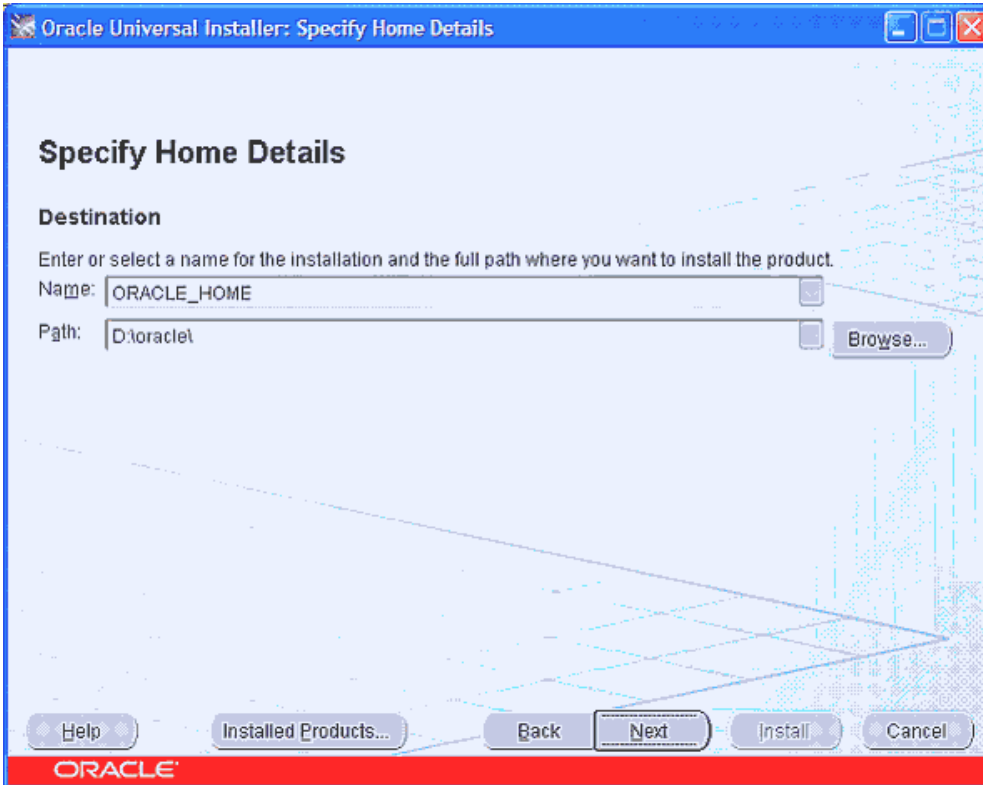 Oracle Universal Installer: Specify Home Details
Specify Home Details
Destination
Enter or select a name for the installation and the full path where you want to install the product.
Name: ORACLE_HOME
Path: D:\oracle\ Browse...
Help Installed Products... Back Next Install Cancel
ORACLE